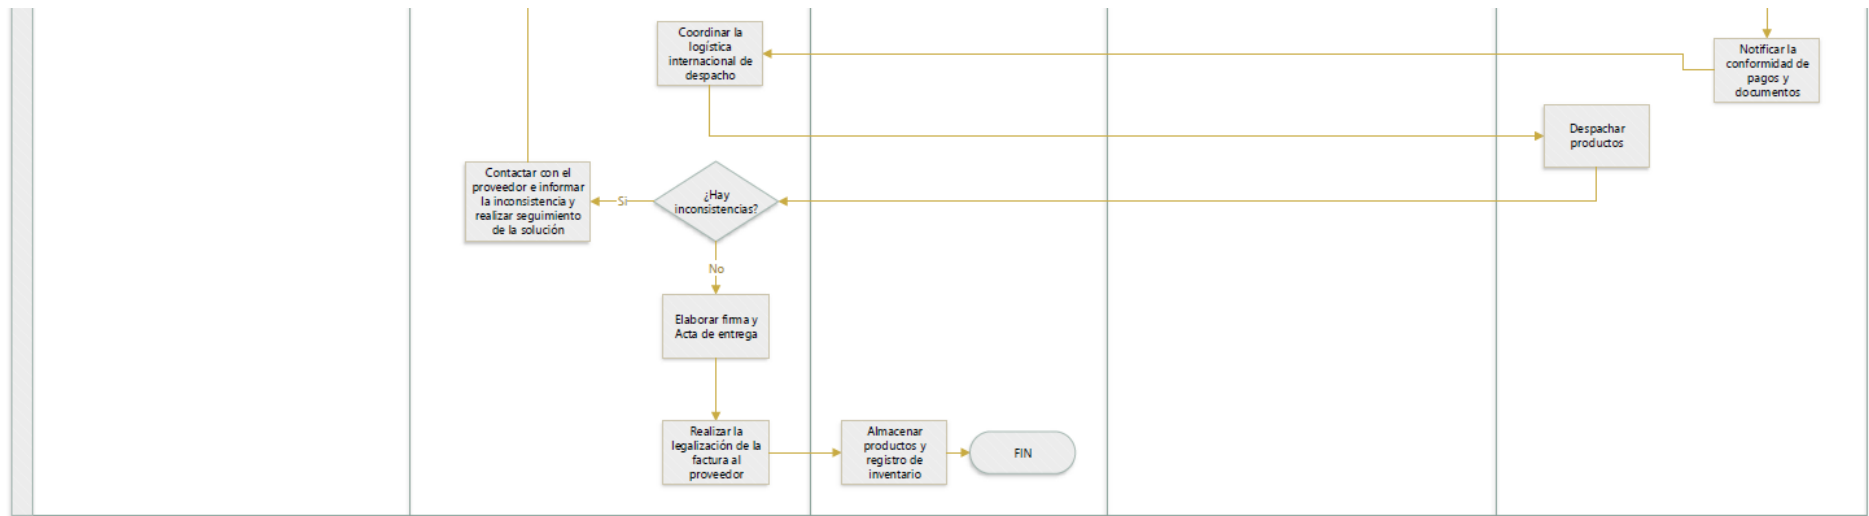 Coordinar la
logística
internacional de
despacho
Notificar la
conformidad de
pagos y
documentos
Despachar
productos
Contactar con el
proveedor e informar
la inconsistencia y
realizar seguimiento
de la solución
Si
¿Hay
inconsistencias?
No
Elaborar firma y
Acta de entrega
Realizar la
legalización de la
factura al
proveedor
Almacenar
productos y
registro de
inventario
FIN